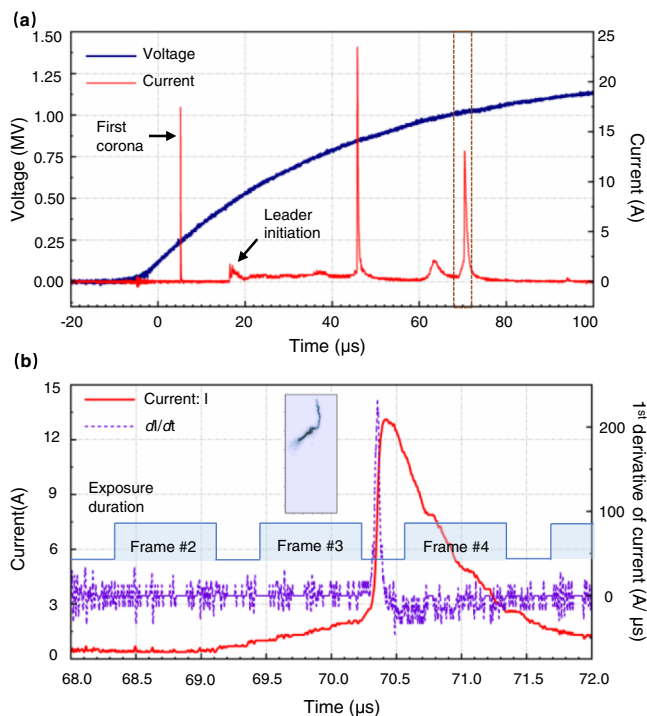 (a)
1.50
1.25
1.00
0.75
0.50
0.25
0.00
Voltage (MV)
Voltage
Current
First
corona
Leader
initiation
25
20
15
10
5
0
Current (A)
-20
0
20
40
60
80
100
Time (µs)
(b)
15
12
9
6
3
0
Current(A)
Current: I
dI/dt
Exposure
duration
Frame #2
Frame #3
Frame #4
200
100
0
1st derivative of
current (A/ µs)
68.0
68.5
69.0
69.5
70.0
70.5
71.0
71.5
72.0
Time (µs)